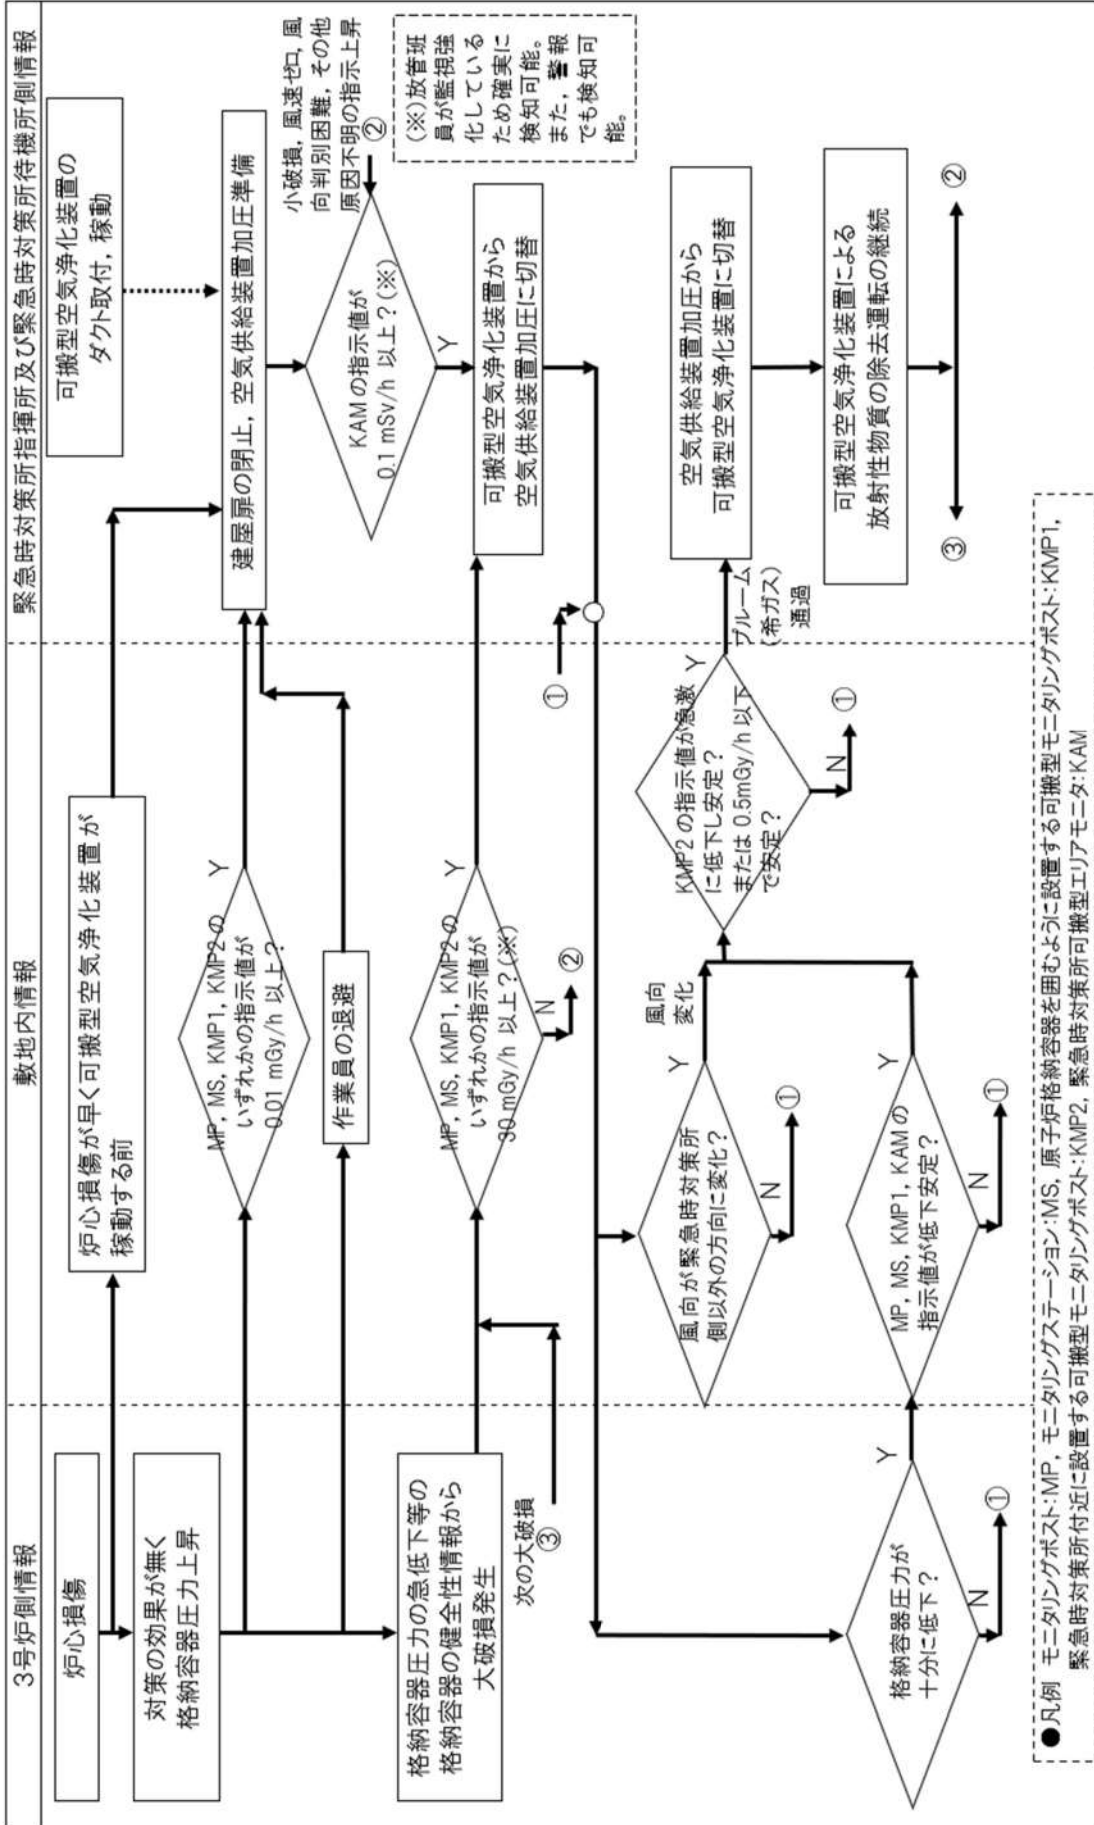 3号炉側情報
敷地内情報
緊急時対策所指揮所及び緊急時対策所待機所側情報
炉心損傷
炉心損傷が早く可搬型空気浄化装置が
稼動する前
可搬型空気浄化装置の
ダクト取付，稼動
対策の効果が無く
格納容器圧力上昇
MP, MS, KMP1, KMP2の
いずれかの指示値が
0.01 mGy/h 以上？
Y
建屋扉の閉止，空気供給装置加圧準備
作業員の退避
小破損，風速ゼロ，風
向判別困難，その他
原因不明の指示上昇
②
KAMの指示値が
0.1 mSv/h 以上？(※)
Y
(※)放管班
員が監視強
化している
ため確実に
検知可能。
また，警報
でも検知可
能。
格納容器圧力の急低下等の
格納容器の健全性情報から
大破損発生
次の大破損
③
MP, MS, KMP1, KMP2の
いずれかの指示値が
30 mGy/h 以上？(※)
Y
N
②
可搬型空気浄化装置から
空気供給装置加圧に切替
①
風向が緊急時対策所
側以外の方向に変化？
Y
風向
変化
N
①
格納容器圧力が
十分に低下？
Y
N
①
MP, MS, KMP1, KAMの
指示値が低下安定？
Y
N
①
KMP2の指示値が急激
に低下し安定？
または 0.5mGy/h 以下
で安定？
Y
N
①
プルーム
(希ガス)
通過
空気供給装置加圧から
可搬型空気浄化装置に切替
可搬型空気浄化装置による
放射性物質の除去運転の継続
③
②
●凡例 モニタリングポスト:MP，モニタリングステーション:MS，原子炉格納容器を囲むように設置する可搬型モニタリングポスト:KMP1，
緊急時対策所付近に設置する可搬型モニタリングポスト:KMP2，緊急時対策所可搬型エリアモニタ:KAM